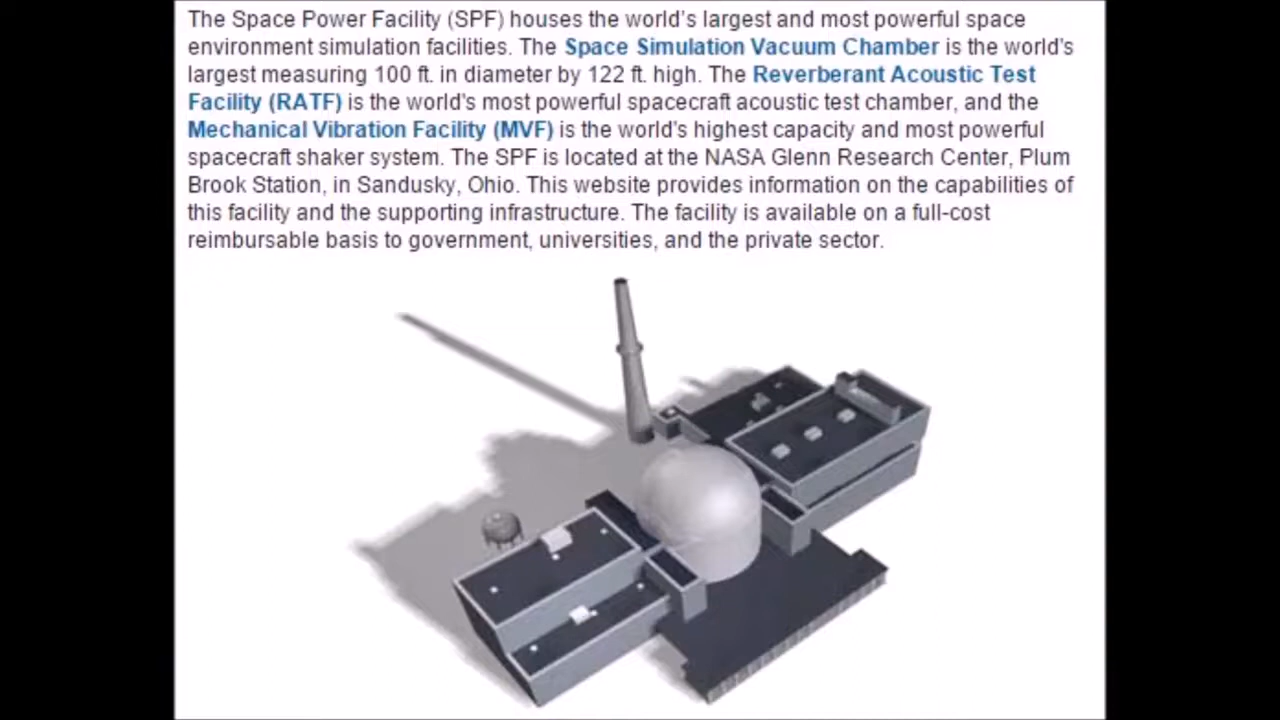 The Space Power Facility (SPF) houses the world's largest and most powerful space
environment simulation facilities. The Space Simulation Vacuum Chamber is the world's
largest measuring 100 ft. in diameter by 122 ft. high. The Reverberant Acoustic Test
Facility (RATF) is the world's most powerful spacecraft acoustic test chamber, and the
Mechanical Vibration Facility (MVF) is the world's highest capacity and most powerful
spacecraft shaker system. The SPF is located at the NASA Glenn Research Center, Plum
Brook Station, in Sandusky, Ohio. This website provides information on the capabilities of
this facility and the supporting infrastructure. The facility is available on a full-cost
reimbursable basis to government, universities, and the private sector.